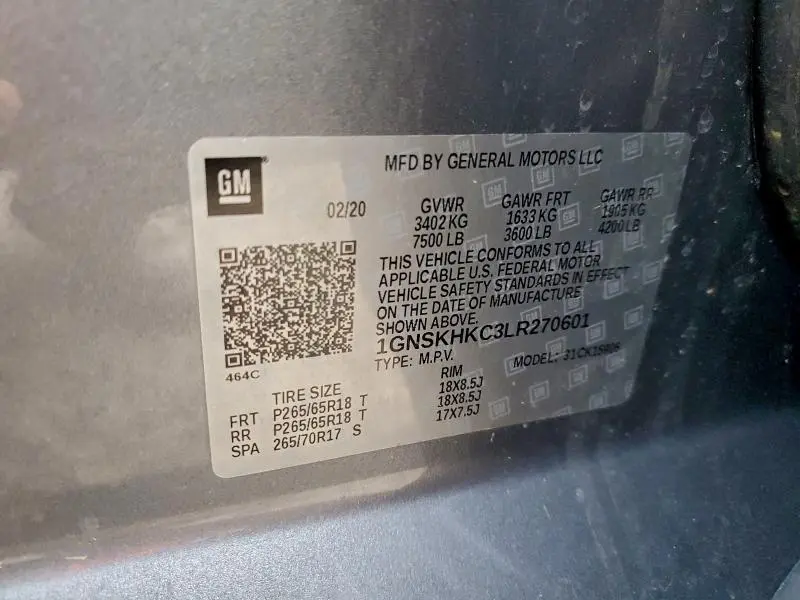 GM
MFD BY GENERAL MOTORS LLC
02/20 GVWR GAWR FRT GAWR RR
3402 KG 1633 KG 1905 KG
7500 LB 3600 LB 4200 LB
THIS VEHICLE CONFORMS TO ALL
APPLICABLE U.S. FEDERAL MOTOR
VEHICLE SAFETY STANDARDS IN EFFECT
ON THE DATE OF MANUFACTURE
SHOWN ABOVE.
1GNSKHKC3LR270601
TYPE: M.P.V. MODEL:
464C
TIRE SIZE RIM
FRT P265/65R18 T 18X8.5J
RR P265/65R18 T 18X8.5J
SPA 265/70R17 S 17X7.5J